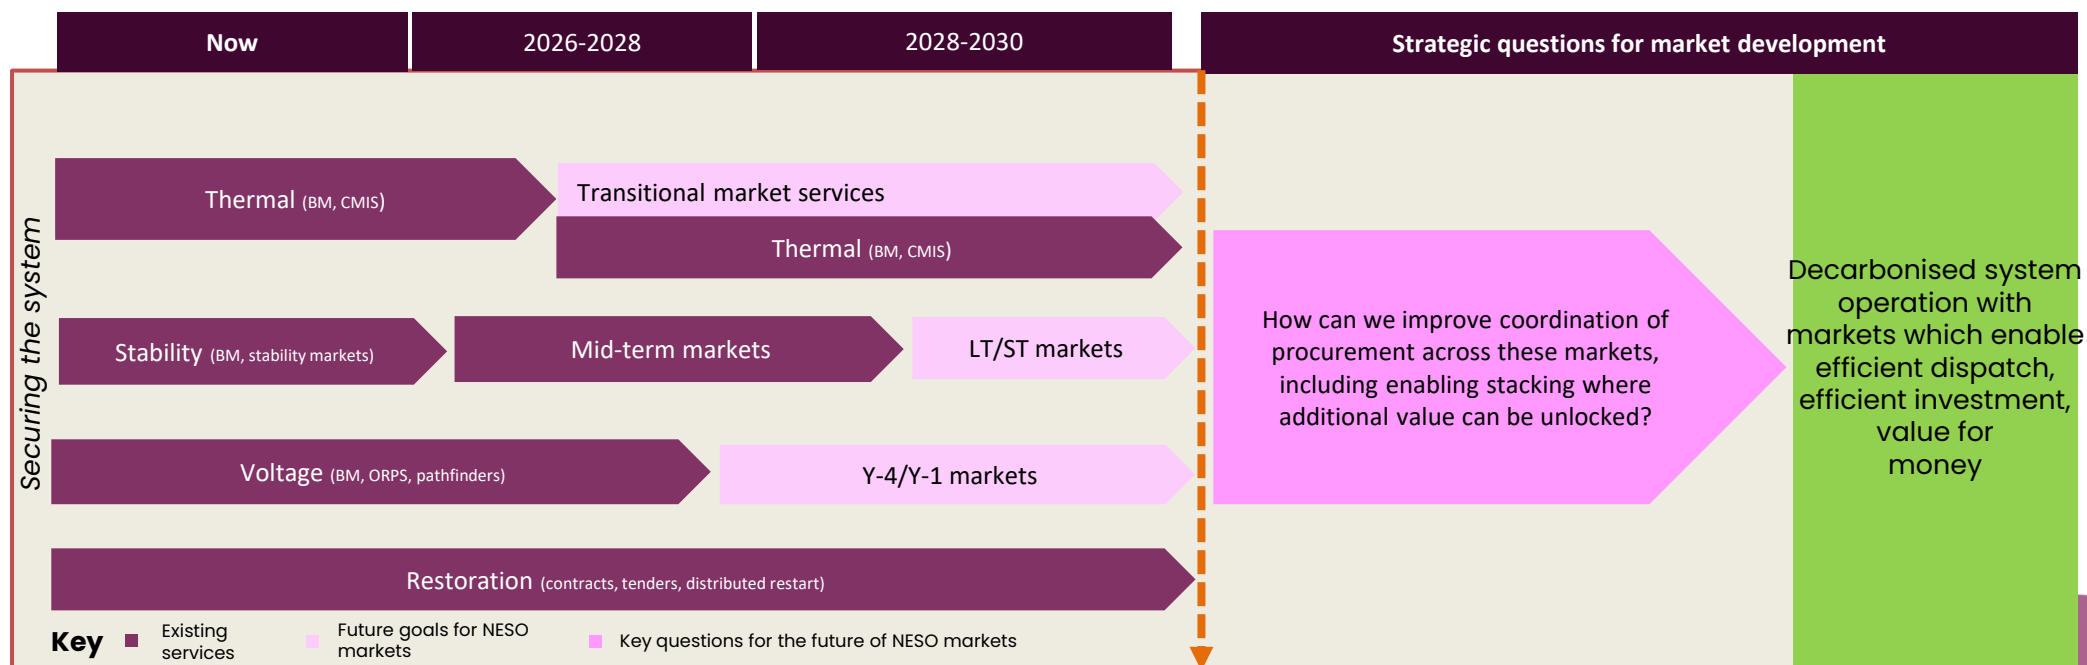 Now
2026-2028
2028-2030
Strategic questions for market development
Securing the system
Thermal (BM, CMIS)
Transitional market services
Thermal (BM, CMIS)
Stability (BM, stability markets)
Mid-term markets
LT/ST markets
Voltage (BM, ORPS, pathfinders)
Y-4/Y-1 markets
Restoration (contracts, tenders, distributed restart)
How can we improve coordination of
procurement across these markets,
including enabling stacking where
additional value can be unlocked?
Decarbonised system
operation with
markets which enable
efficient dispatch,
efficient investment,
value for
money
Key
Existing
services
Future goals for NESO
markets
Key questions for the future of NESO markets